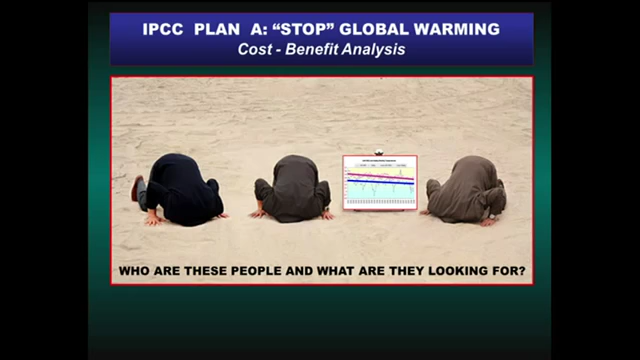 IPCC PLAN A: “STOP” GLOBAL WARMING
Cost - Benefit Analysis
WHO ARE THESE PEOPLE AND WHAT ARE THEY LOOKING FOR?